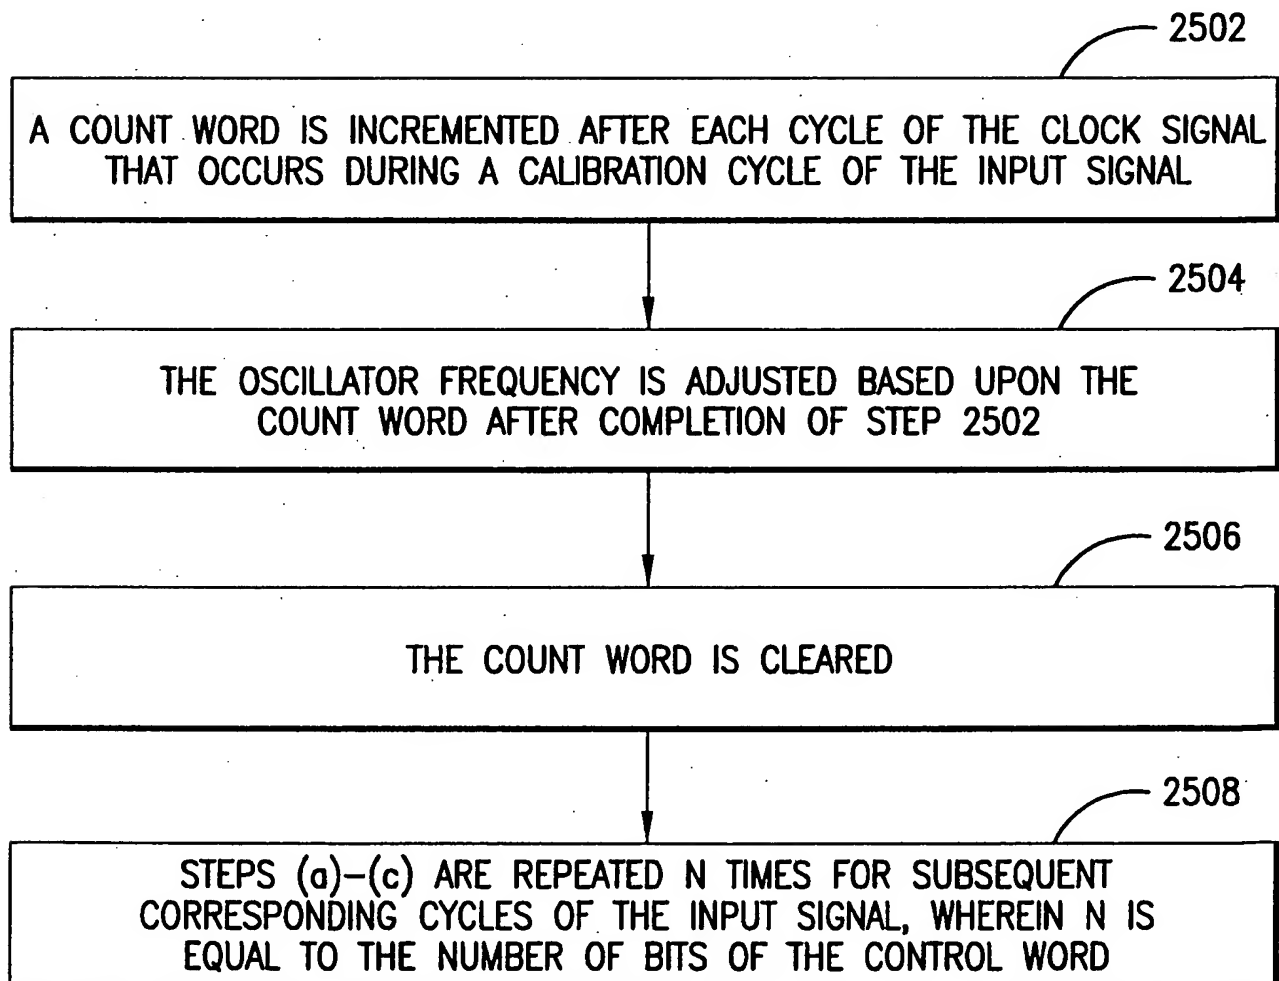 2502
A COUNT WORD IS INCREMENTED AFTER EACH CYCLE OF THE CLOCK SIGNAL
THAT OCCURS DURING A CALIBRATION CYCLE OF THE INPUT SIGNAL
2504
THE OSCILLATOR FREQUENCY IS ADJUSTED BASED UPON THE
COUNT WORD AFTER COMPLETION OF STEP 2502
2506
THE COUNT WORD IS CLEARED
2508
STEPS (a)–(c) ARE REPEATED N TIMES FOR SUBSEQUENT
CORRESPONDING CYCLES OF THE INPUT SIGNAL, WHEREIN N IS
EQUAL TO THE NUMBER OF BITS OF THE CONTROL WORD